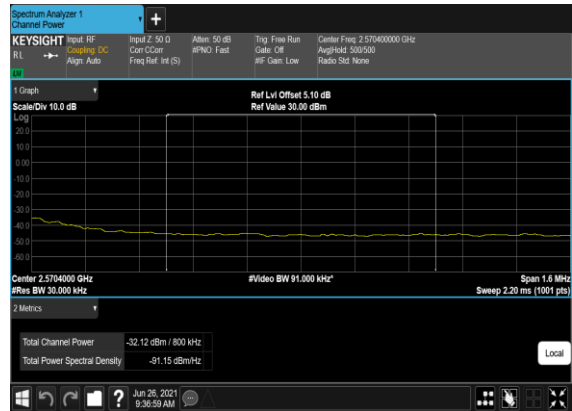 Spectrum Analyzer 1
Channel Power
+
KEYSIGHT Input: RF Input Z: 50 Ω Atten: 50 dB Trig: Free Run Center Freq: 2.570400000 GHz
RL Coupling: DC Corr CCorr #PNO: Fast Gate: Off Avg|Hold: 500/500
Align: Auto Freq Ref: Int (S) #IF Gain: Low Radio Std: None
1 Graph Ref Lvl Offset 5.10 dB
Scale/Div 10.0 dB Ref Value 30.00 dBm
Log
20.0
10.0
0.00
-10.0
-20.0
-30.0
-40.0
-50.0
-60.0
Center 2.5704000 GHz #Video BW 91.000 kHz* Span 1.6 MHz
#Res BW 30.000 kHz Sweep 2.20 ms (1001 pts)
2 Metrics
Total Channel Power -32.12 dBm / 800 kHz
Total Power Spectral Density -91.15 dBm/Hz
Local
? Jun 26, 2021
9:36:59 AM